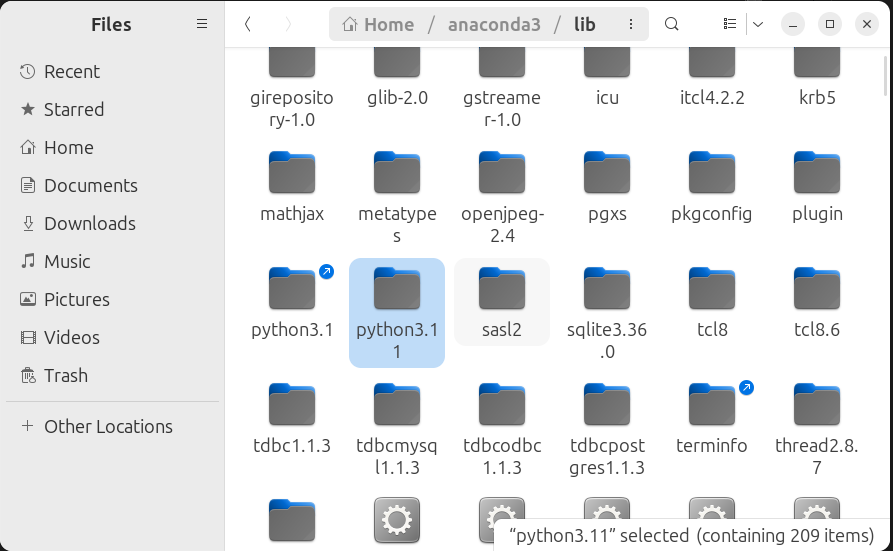 Files
Home / anaconda3 / lib
Recent
Starred
Home
Documents
Downloads
Music
Pictures
Videos
Trash
Other Locations
girepository-1.0
glib-2.0
gstreamer-1.0
icu
itcl4.2.2
krb5
mathjax
metatypes
openjpeg-2.4
pgxs
pkgconfig
plugin
python3.1
python3.11
sasl2
sqlite3.36.0
tcl8
tcl8.6
tdbc1.1.3
tdbcmysql1.1.3
tdbcodbc1.1.3
tdbcpostgres1.1.3
terminfo
thread2.8.7
“python3.11” selected (containing 209 items)